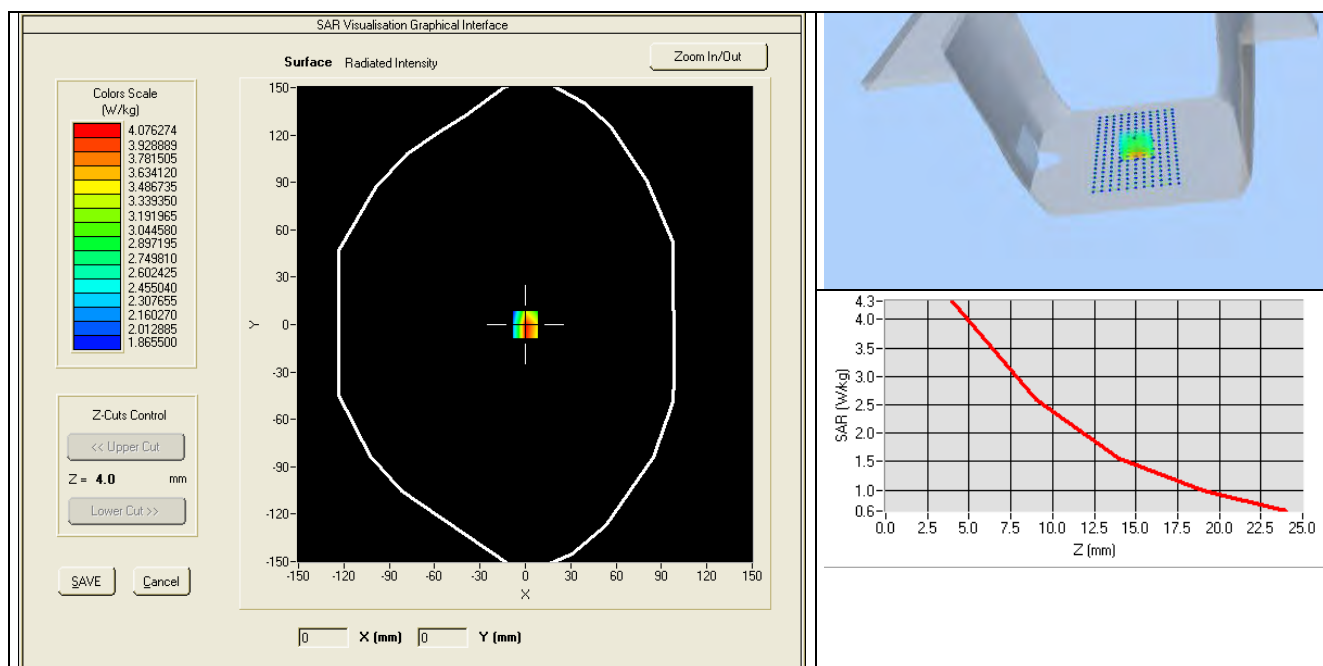 SAR Visualisation Graphical Interface
Surface Radiated Intensity
Zoom In/Out
Colors Scale
(W/kg)
4.076274
3.928889
3.781505
3.634120
3.486735
3.339350
3.191965
3.044580
2.897195
2.749810
2.602425
2.455040
2.307655
2.160270
2.012885
1.865500
Z-Cuts Control
<< Upper Cut
Z = 4.0 mm
Lower Cut >>
SAVE Cancel
150
120
90
60
30
0
-30
-60
-90
-120
-150
Y
-150 -120 -90 -60 -30 0 30 60 90 120 150
X
0 X (mm) 0 Y (mm)
4.3
4.0
3.5
3.0
2.5
2.0
1.5
1.0
0.6
SAR (W/kg)
0.0 2.5 5.0 7.5 10.0 12.5 15.0 17.5 20.0 22.5 25.0
Z (mm)